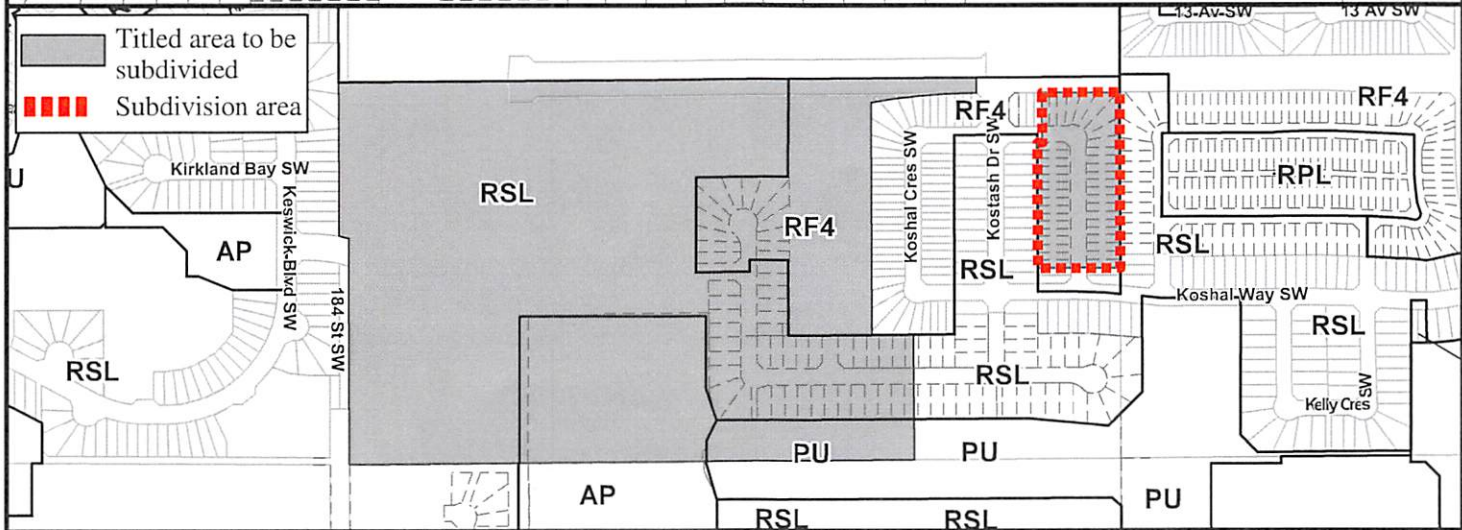 13 Av SW
13 Av SW
Titled area to be
subdivided
Subdivision area
Kirkland Bay SW
U
AP
Keswick Blvd SW
184 St SW
RSL
RSL
RF4
RF4
Koshal Cres SW
Kostash Dr SW
RSL
RF4
RPL
RSL
Koshal Way SW
RSL
RSL
Kelly Cres SW
PU
PU
AP
PU
RSL
RSL